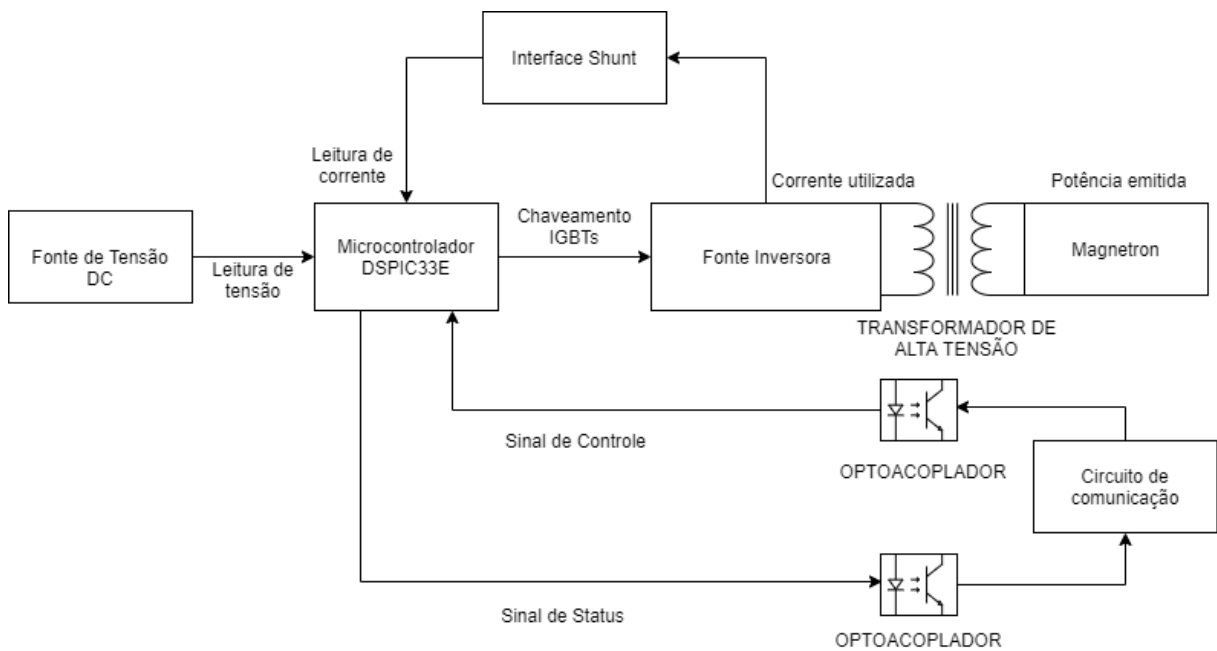 Interface Shunt
Leitura de
corrente
Corrente utilizada
Potência emitida
Fonte de Tensão
DC
Leitura de
tensão
Microcontrolador
DSPIC33E
Chaveamento
IGBTs
Fonte Inversora
Magnetron
TRANSFORMADOR DE
ALTA TENSÃO
Sinal de Controle
OPTOACOPLADOR
Circuito de
comunicação
Sinal de Status
OPTOACOPLADOR